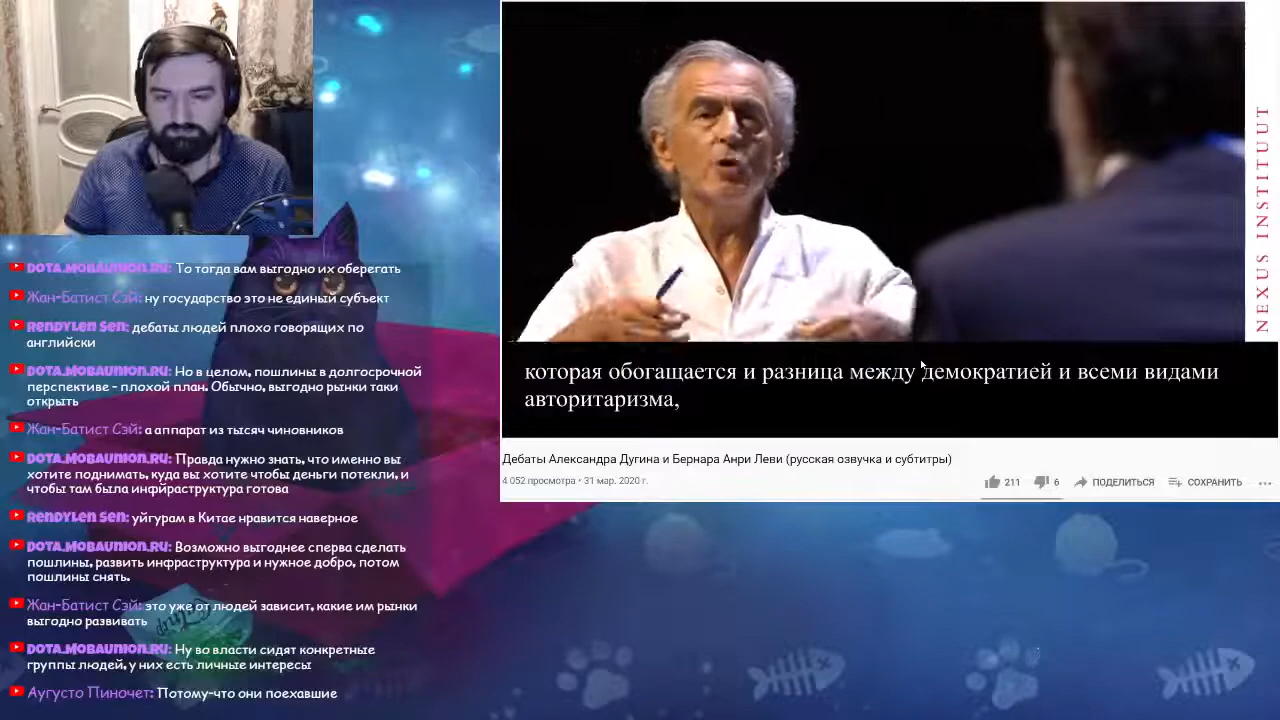 DOTA.MOBAUNION.RU: То тогда вам выгодно их оберегать
Жан-Батист Сэй: ну государство это не единый субъект
Rendylen Sen: дебаты людей плохо говорящих по
английски
DOTA.MOBAUNION.RU: Но в целом, пошлины в долгосрочной
перспективе - плохой план. Обычно, выгодно рынки таки
открыть
Жан-Батист Сэй: а аппарат из тысяч чиновников
DOTA.MOBAUNION.RU: Правда нужно знать, что именно вы
хотите поднимать, куда вы хотите чтобы деньги потекли, и
чтобы там была инфйраструктура готова
Rendylen Sen: уйгурам в Китае нравится наверное
DOTA.MOBAUNION.RU: Возможно выгоднее сперва сделать
пошлины, развить инфраструктура и нужное добро, потом
пошлины снять.
Жан-Батист Сэй: это уже от людей зависит, какие им рынки
выгодно развивать
DOTA.MOBAUNION.RU: Ну во власти сидят конкретные
группы людей, у них есть личные интересы
Аугусто Пиночет: Потому-что они поехавшие
NEXUS INSTITUUT
которая обогащается и разница между демократией и всеми видами
авторитаризма,
Дебаты Александра Дугина и Бернара Анри Леви (русская озвучка и субтитры)
4 052 просмотра • 31 мар. 2020 г.
211
6
ПОДЕЛИТЬСЯ
СОХРАНИТЬ